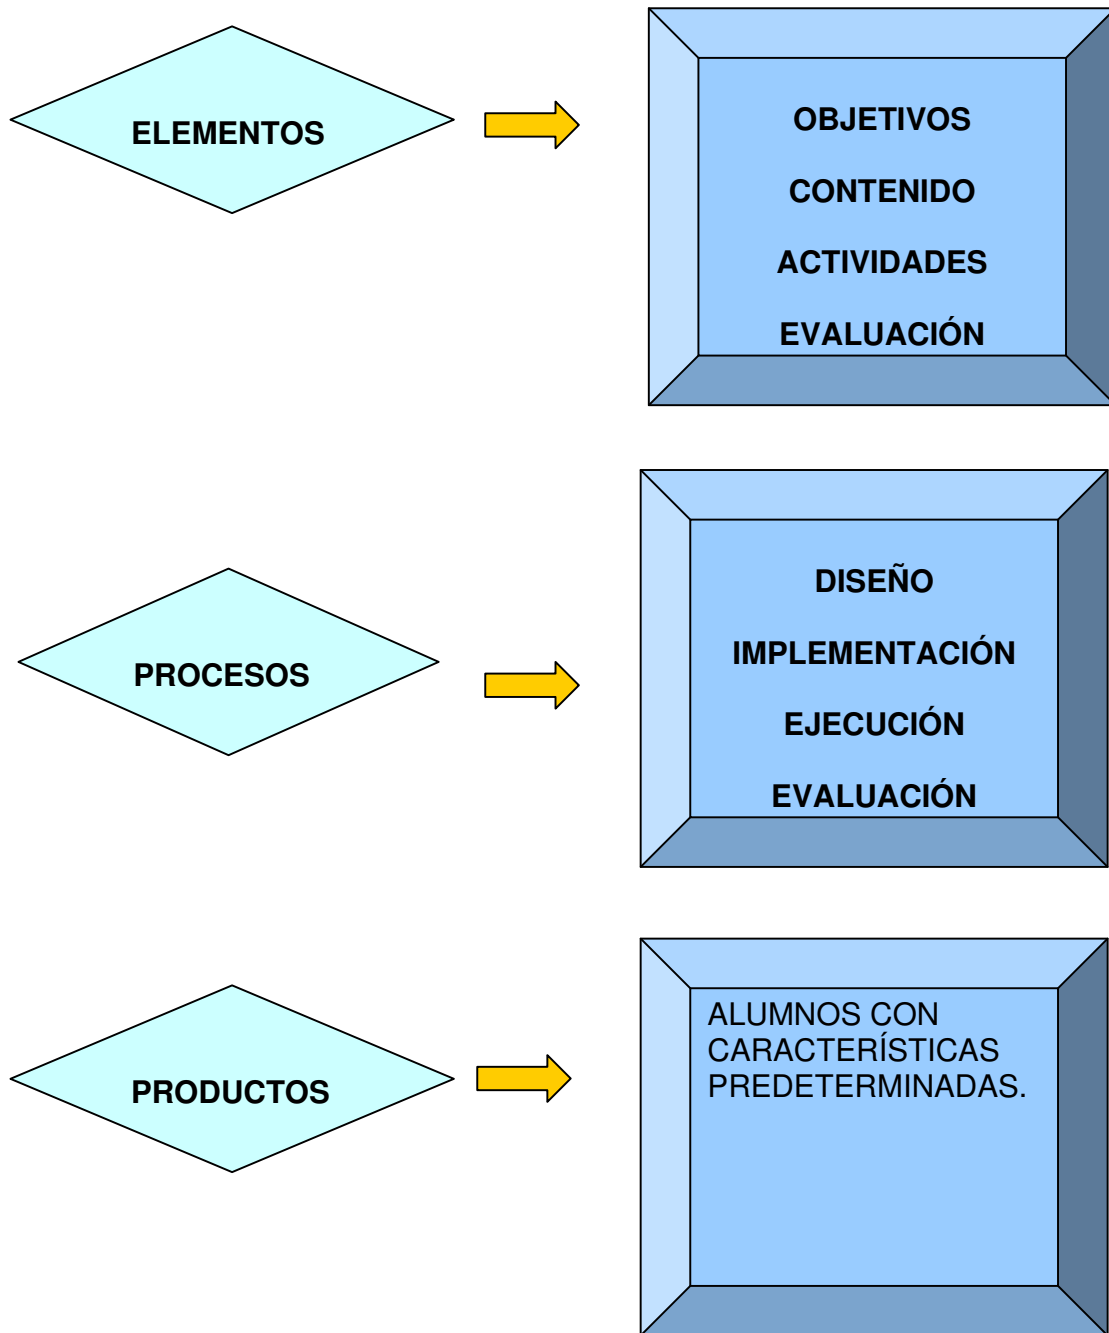 ELEMENTOS
OBJETIVOS
CONTENIDO
ACTIVIDADES
EVALUACIÓN
PROCESOS
DISEÑO
IMPLEMENTACIÓN
EJECUCIÓN
EVALUACIÓN
PRODUCTOS
ALUMNOS CON
CARACTERÍSTICAS
PREDETERMINADAS.